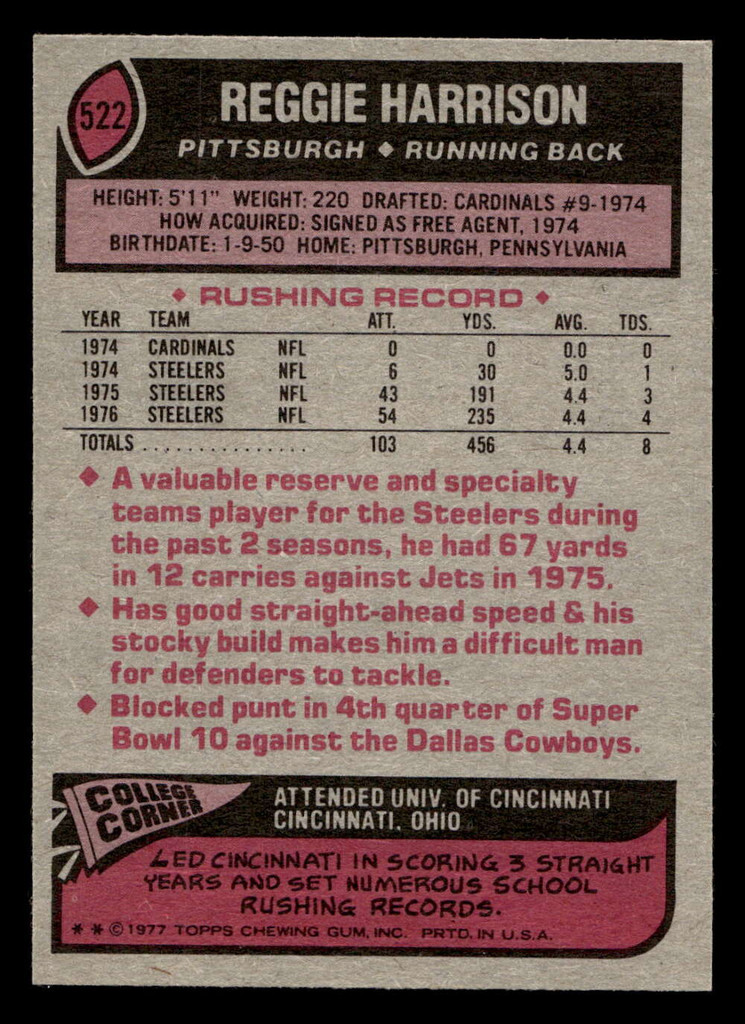 522
REGGIE HARRISON
PITTSBURGH ♦ RUNNING BACK
HEIGHT: 5'11" WEIGHT: 220 DRAFTED: CARDINALS #9-1974
HOW ACQUIRED: SIGNED AS FREE AGENT, 1974
BIRTHDATE: 1-9-50 HOME: PITTSBURGH, PENNSYLVANIA
♦ RUSHING RECORD ♦
YEAR TEAM ATT. YDS. AVG. TDS.
1974 CARDINALS NFL 0 0 0.0 0
1974 STEELERS NFL 6 30 5.0 1
1975 STEELERS NFL 43 191 4.4 3
1976 STEELERS NFL 54 235 4.4 4
TOTALS . . . . . . . . . . . . . . . 103 456 4.4 8
♦ A valuable reserve and specialty
teams player for the Steelers during
the past 2 seasons, he had 67 yards
in 12 carries against Jets in 1975.
♦ Has good straight-ahead speed & his
stocky build makes him a difficult man
for defenders to tackle.
♦ Blocked punt in 4th quarter of Super
Bowl 10 against the Dallas Cowboys.
COLLEGE
CORNER
ATTENDED UNIV. OF CINCINNATI
CINCINNATI, OHIO
LED CINCINNATI IN SCORING 3 STRAIGHT
YEARS AND SET NUMEROUS SCHOOL
RUSHING RECORDS.
* * © 1977 TOPPS CHEWING GUM, INC. PRTD. IN U.S.A.